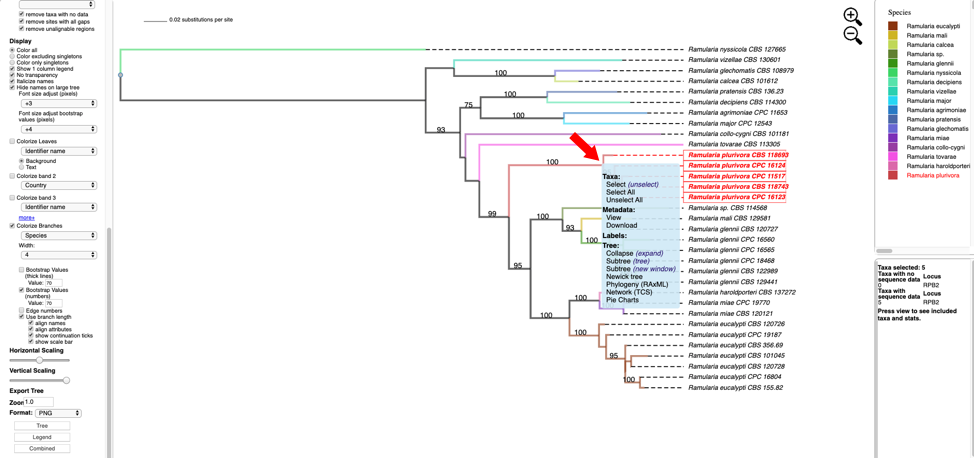 remove taxa with no data
remove sites with all gaps
remove unalignable regions
Display
Color all
Color excluding singletons
Color only singletons
Show 1 column legend
No transparency
Italicize names
Hide names on large tree
Font size adjust (pixels)
+3
Font size adjust bootstrap
values (pixels)
+4
Colorize Leaves
Identifier name
Background
Text
Colorize band 2
Country
Colorize band 3
Identifier name
more+
Colorize Branches
Species
Width:
4
Bootstrap Values
(thick lines)
Value: 70
Bootstrap Values
(numbers)
Value: 70
Edge numbers
Use branch length
align names
align attributes
show continuation ticks
show scale bar
Horizontal Scaling
Vertical Scaling
Export Tree
Zoom 1.0
Format: PNG
Tree
Legend
Combined
0.02 substitutions per site
Ramularia nyssicola CBS 127665
Ramularia vizellae CBS 130601
Ramularia glechomatis CBS 108979
100
Ramularia calcea CBS 101612
Ramularia pratensis CBS 136.23
100
Ramularia decipiens CBS 114300
75
Ramularia agrimoniae CPC 11653
100
Ramularia major CPC 12543
93
Ramularia collo-cygni CBS 101181
Ramularia tovarae CBS 113305
Ramularia plurivora CBS 118693
100
Ramularia plurivora CPC 16124
Ramularia plurivora CPC 11517
Ramularia plurivora CBS 118743
Ramularia plurivora CPC 16123
Taxa:
Select (unselect)
Select All
Unselect All
Metadata:
View
Download
Labels:
Tree:
Collapse (expand)
Subtree (tree)
Subtree (new window)
Newick tree
Phylogeny (RAxML)
Network (TCS)
Pie Charts
99
Ramularia sp. CBS 114568
100
Ramularia mali CBS 129581
93
Ramularia glennii CBS 120727
100
Ramularia glennii CPC 16560
Ramularia glennii CPC 16565
Ramularia glennii CPC 18468
95
Ramularia glennii CBS 122989
Ramularia glennii CBS 129441
Ramularia haroldporteri CBS 137272
100
Ramularia miae CPC 19770
Ramularia miae CBS 120121
100
Ramularia eucalypti CBS 120726
100
Ramularia eucalypti CPC 19187
Ramularia eucalypti CBS 356.69
95
Ramularia eucalypti CBS 101045
Ramularia eucalypti CBS 120728
100
Ramularia eucalypti CPC 16804
Ramularia eucalypti CBS 155.82
Species
Ramularia eucalypti
Ramularia mali
Ramularia calcea
Ramularia sp.
Ramularia glennii
Ramularia nyssicola
Ramularia decipiens
Ramularia vizellae
Ramularia major
Ramularia agrimoniae
Ramularia pratensis
Ramularia glechomatis
Ramularia miae
Ramularia collo-cygni
Ramularia tovarae
Ramularia haroldporteri
Ramularia plurivora
Taxa selected: 5
Taxa with no sequence data Locus
0 RPB2
Taxa with sequence data Locus
5 RPB2
Press view to see included
taxa and stats.